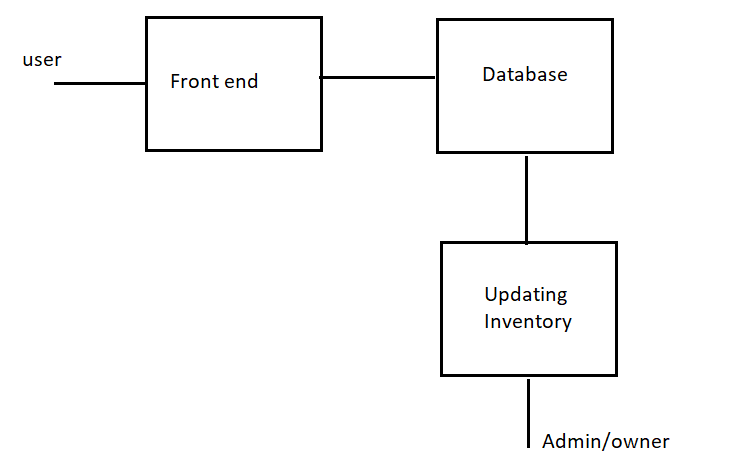 user
Front end
Database
Updating
Inventory
Admin/owner